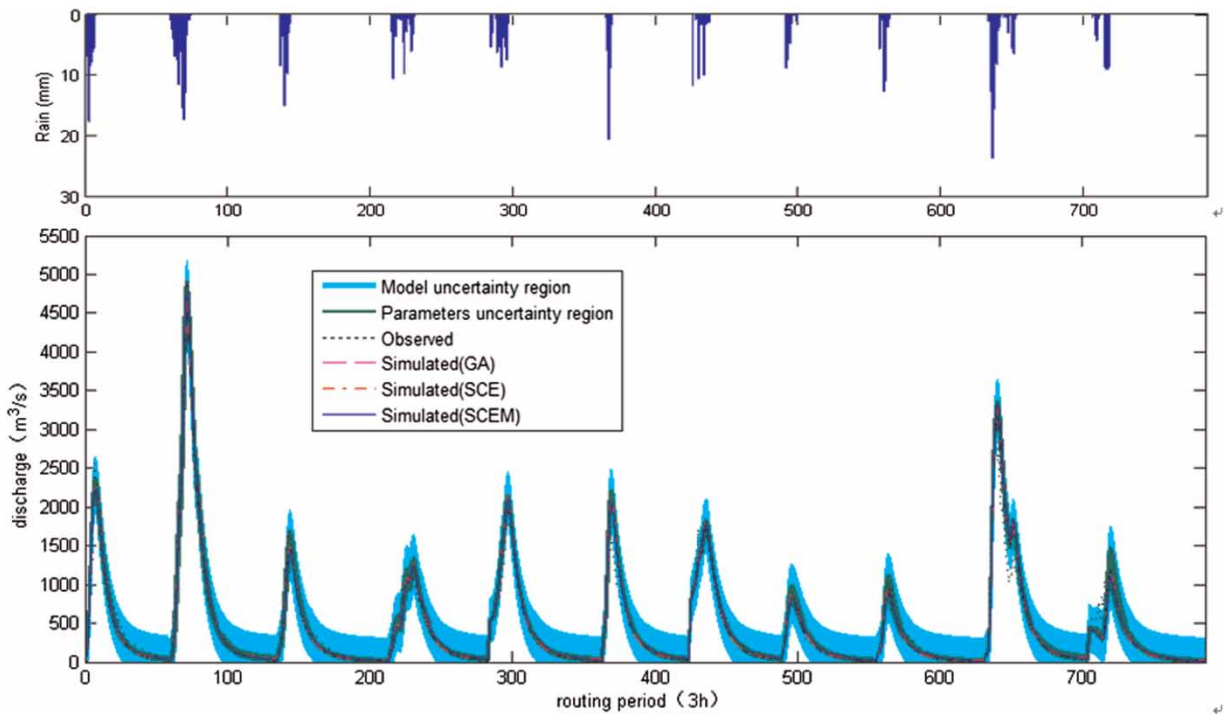 0
10
20
30
Rain (mm)
0 100 200 300 400 500 600 700
5500
5000
4500
4000
3500
3000
2500
2000
1500
1000
500
0
discharge (m³/s)
Model uncertainty region
Parameters uncertainty region
Observed
Simulated(GA)
Simulated(SCE)
Simulated(SCEM)
0 100 200 300 400 500 600 700
routing period (3h)